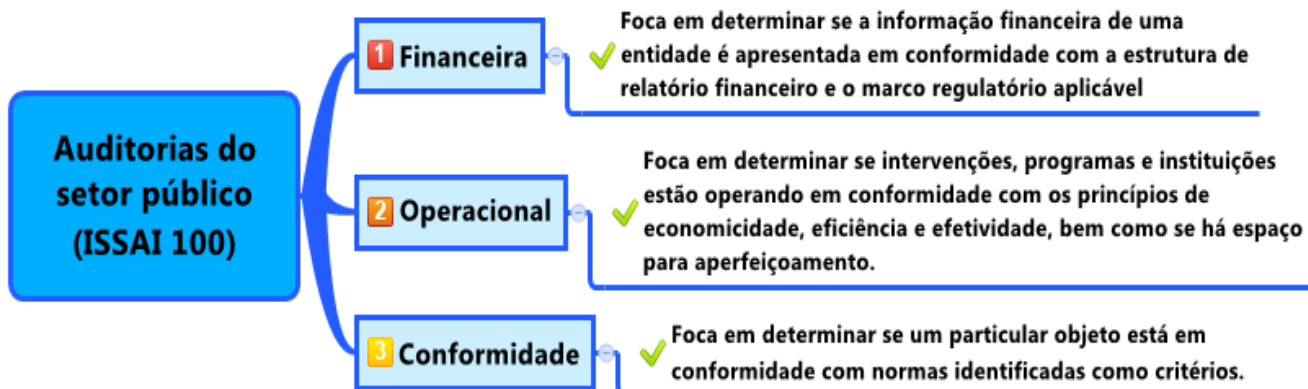 Auditorias do
setor público
(ISSAI 100)
1 Financeira
Foca em determinar se a informação financeira de uma
entidade é apresentada em conformidade com a estrutura de
relatório financeiro e o marco regulatório aplicável
2 Operacional
Foca em determinar se intervenções, programas e instituições
estão operando em conformidade com os princípios de
economicidade, eficiência e efetividade, bem como se há espaço
para aperfeiçoamento.
3 Conformidade
Foca em determinar se um particular objeto está em
conformidade com normas identificadas como critérios.